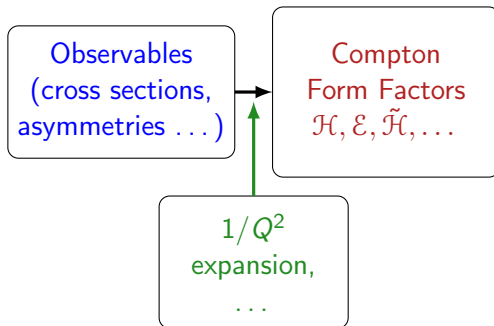 Observables
(cross sections,
asymmetries ...)
Compton
Form Factors
ℋ, ℰ, ℋ̃, ...
1/Q²
expansion,
...